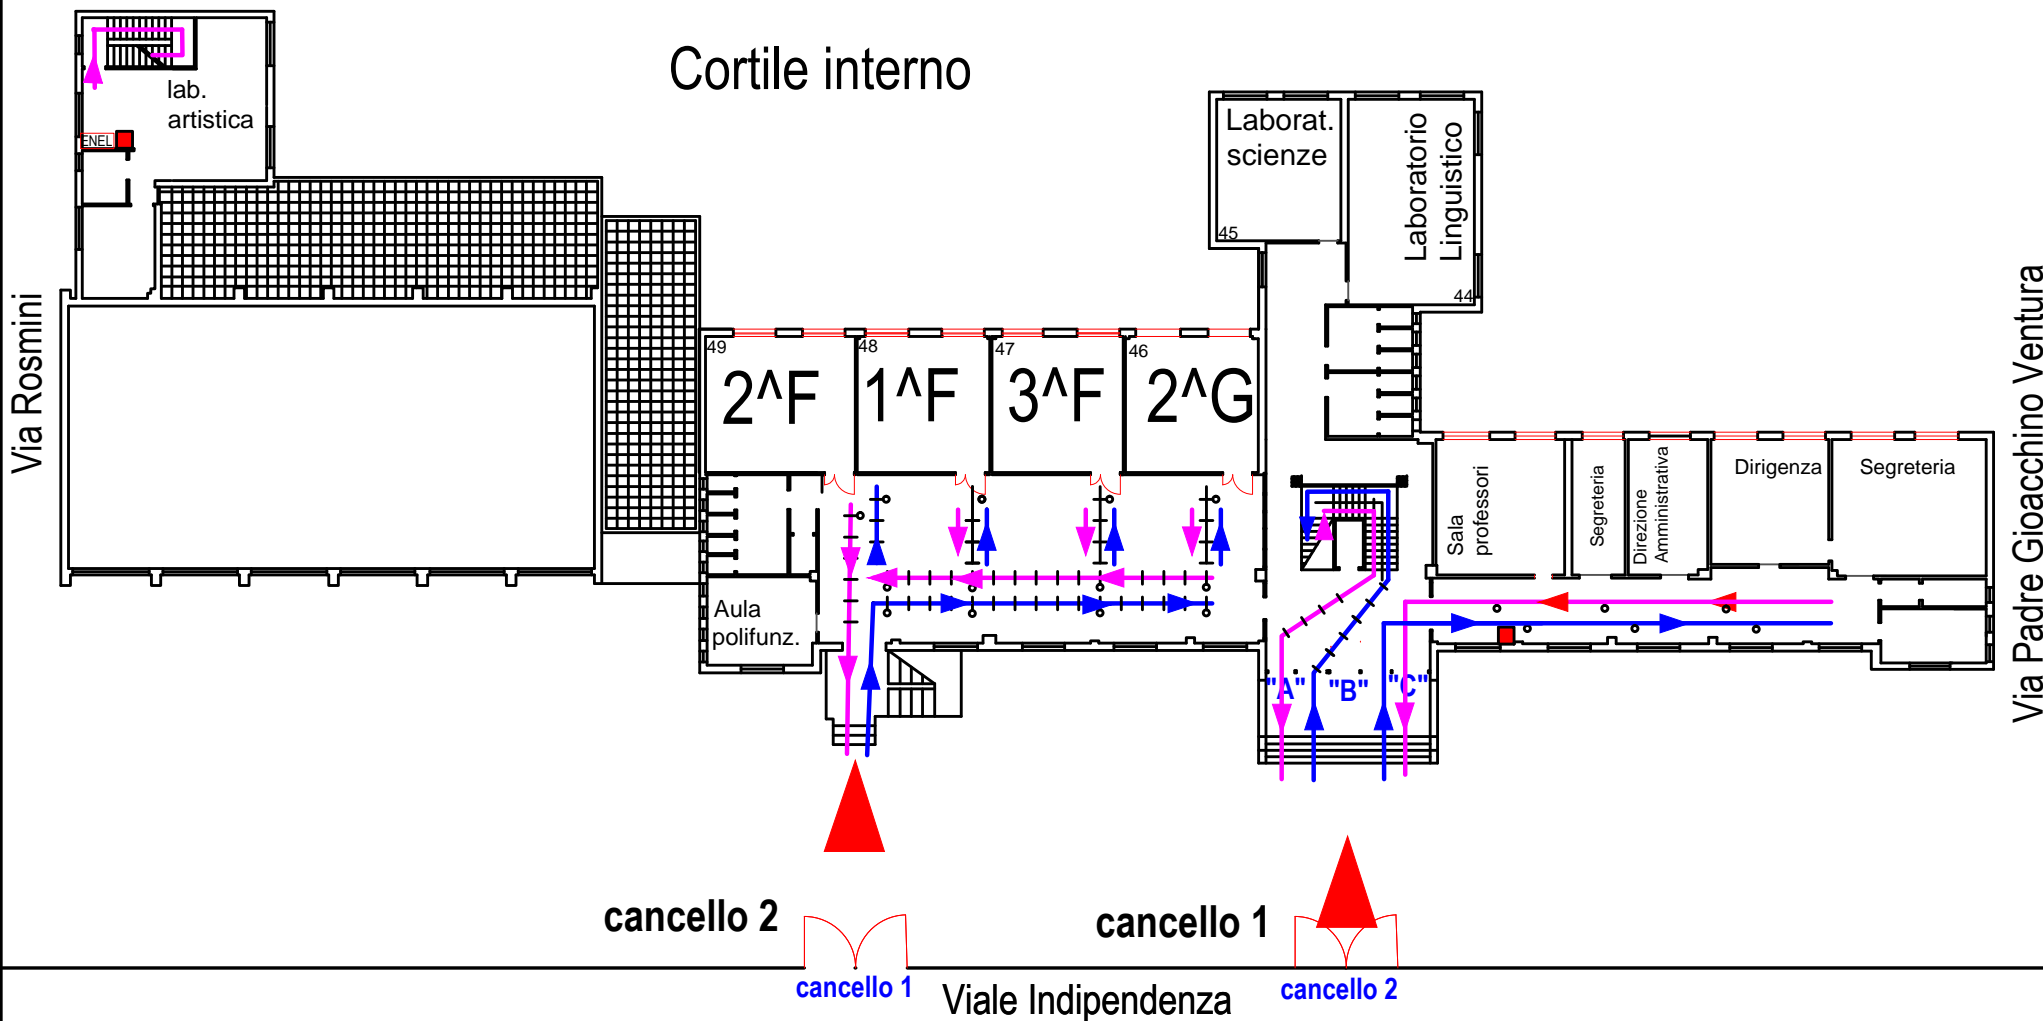 Cortile interno
lab.
artistica
ENEL
Via Rosmini
Laborat.
scienze
45
Laboratorio
Linguistico
44
49
2^F
48
1^F
47
3^F
46
2^G
Aula
polifunz.
Sala
professori
Segreteria
Direzione
Amministrativa
Dirigenza
Segreteria
Via Padre Gioacchino Ventura
"A"
"B"
"C"
cancello 2
cancello 1
cancello 1
Viale Indipendenza
cancello 2